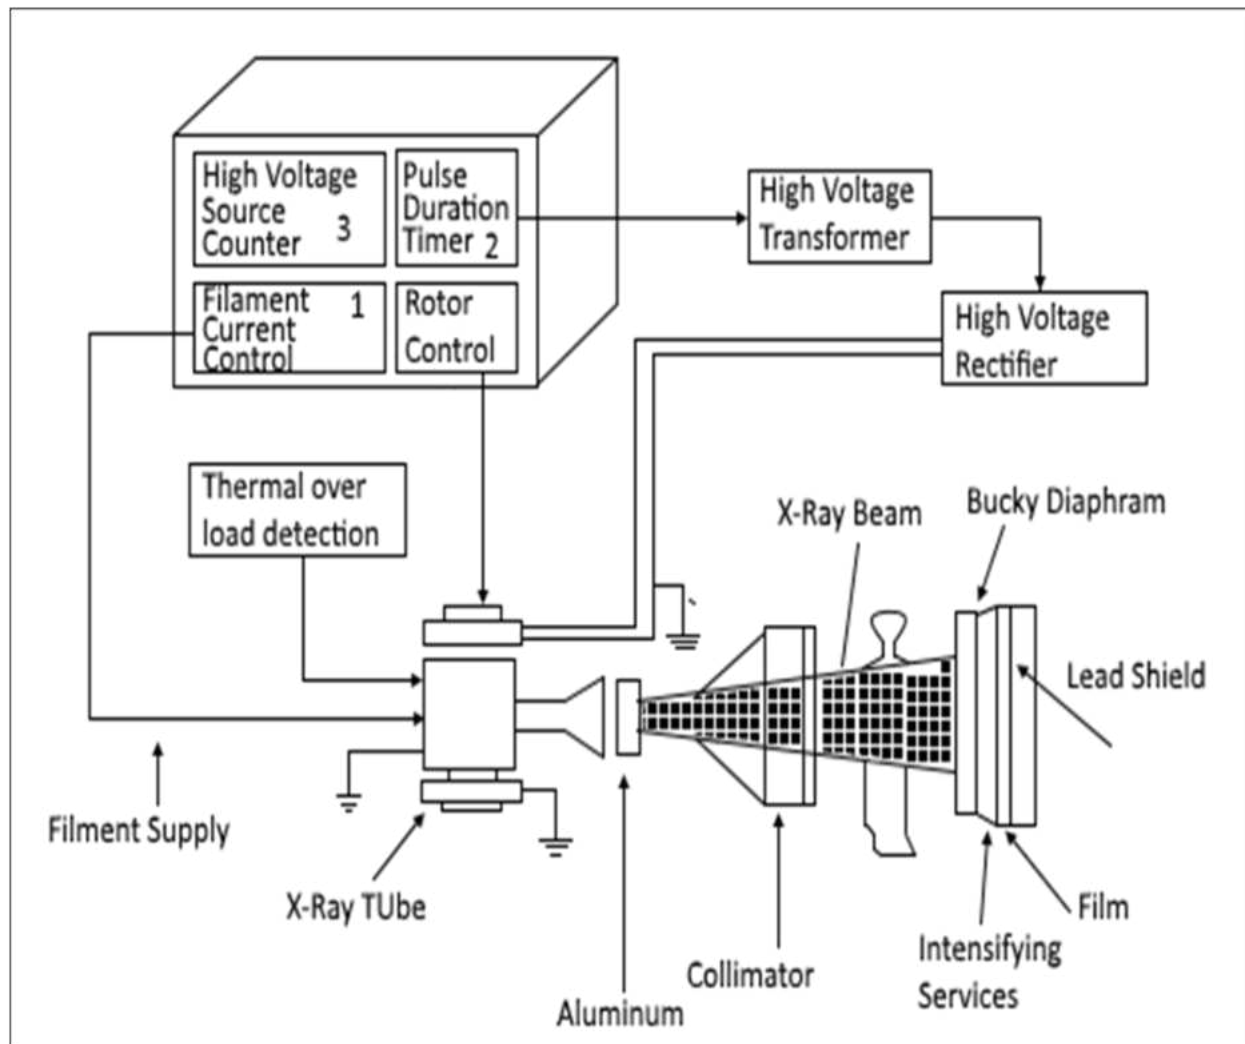 High Voltage
Source
Counter 3
Pulse
Duration
Timer 2
Filament 1
Current
Control
Rotor
Control
High Voltage
Transformer
High Voltage
Rectifier
Thermal over
load detection
X-Ray Beam
Bucky Diaphram
Lead Shield
Filment Supply
X-Ray TUbe
Aluminum
Collimator
Intensifying
Services
Film